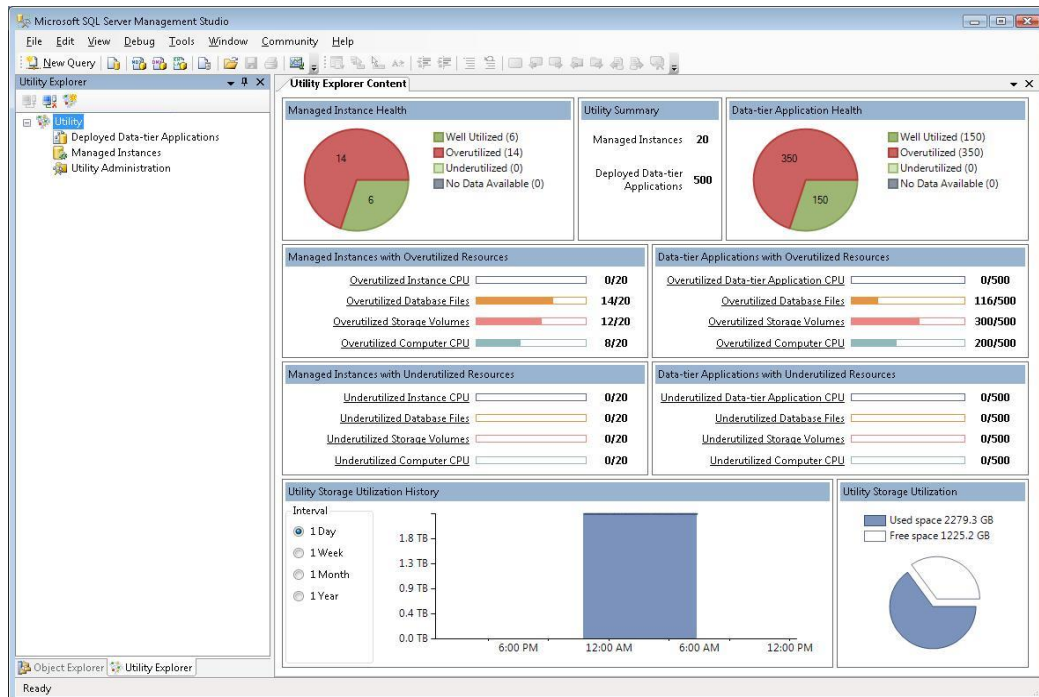 Microsoft SQL Server Management Studio
File Edit View Debug Tools Window Community Help
New Query
Utility Explorer
Utility
Deployed Data-tier Applications
Managed Instances
Utility Administration
Utility Explorer Content
Managed Instance Health
14
6
Well Utilized (6)
Overutilized (14)
Underutilized (0)
No Data Available (0)
Utility Summary
Managed Instances 20
Deployed Data-tier
Applications 500
Data-tier Application Health
350
150
Well Utilized (150)
Overutilized (350)
Underutilized (0)
No Data Available (0)
Managed Instances with Overutilized Resources
Overutilized Instance CPU 0/20
Overutilized Database Files 14/20
Overutilized Storage Volumes 12/20
Overutilized Computer CPU 8/20
Data-tier Applications with Overutilized Resources
Overutilized Data-tier Application CPU 0/500
Overutilized Database Files 116/500
Overutilized Storage Volumes 300/500
Overutilized Computer CPU 200/500
Managed Instances with Underutilized Resources
Underutilized Instance CPU 0/20
Underutilized Database Files 0/20
Underutilized Storage Volumes 0/20
Underutilized Computer CPU 0/20
Data-tier Applications with Underutilized Resources
Underutilized Data-tier Application CPU 0/500
Underutilized Database Files 0/500
Underutilized Storage Volumes 0/500
Underutilized Computer CPU 0/500
Utility Storage Utilization History
Interval
1 Day
1 Week
1 Month
1 Year
1.8 TB
1.3 TB
0.9 TB
0.4 TB
0.0 TB
6:00 PM 12:00 AM 6:00 AM 12:00 PM
Utility Storage Utilization
Used space 2279.3 GB
Free space 1225.2 GB
Object Explorer Utility Explorer
Ready